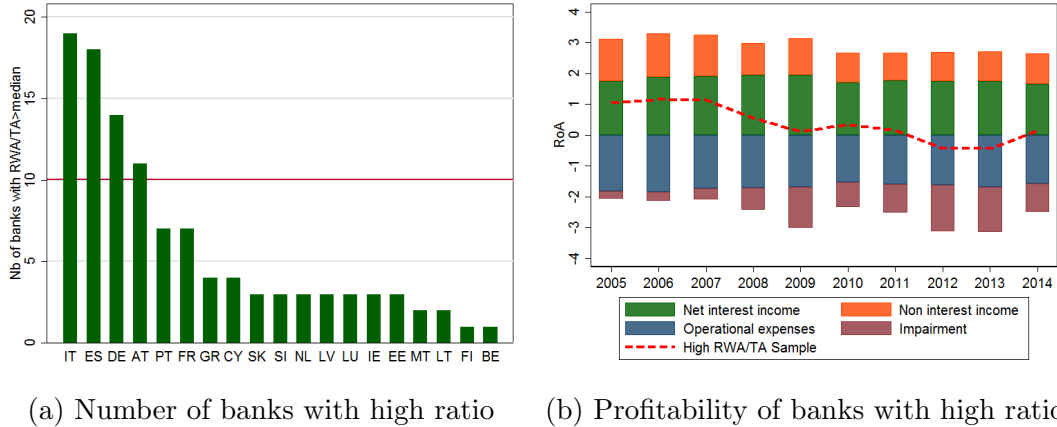 Nb of banks with RWA/TA>median
20
15
10
5
0
IT ES DE AT PT FR GR CY SK SI NL LV LU IE EE MT LT FI BE
(a) Number of banks with high ratio
RoA
4
3
2
1
0
-1
-2
-3
-4
2005 2006 2007 2008 2009 2010 2011 2012 2013 2014
Net interest income Non interest income
Operational expenses Impairment
High RWA/TA Sample
(b) Profitability of banks with high ratio